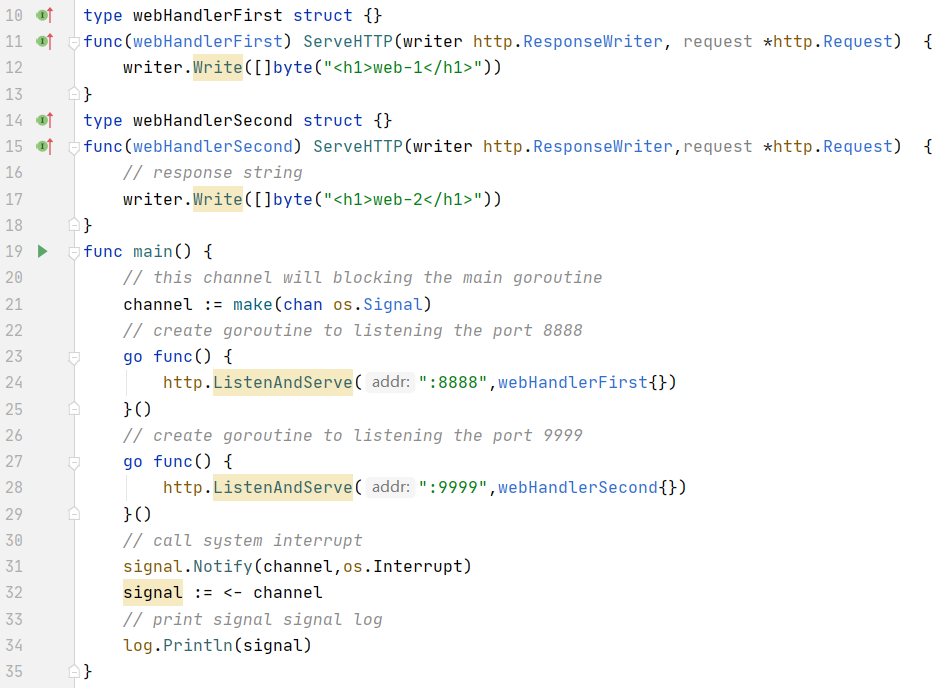 10 type webHandlerFirst struct {}
11 func(webHandlerFirst) ServeHTTP(writer http.ResponseWriter, request *http.Request)  {
12     writer.Write([]byte("<h1>web-1</h1>"))
13 }
14 type webHandlerSecond struct {}
15 func(webHandlerSecond) ServeHTTP(writer http.ResponseWriter,request *http.Request)  {
16     // response string
17     writer.Write([]byte("<h1>web-2</h1>"))
18 }
19 func main() {
20     // this channel will blocking the main goroutine
21     channel := make(chan os.Signal)
22     // create goroutine to listening the port 8888
23     go func() {
24         http.ListenAndServe( addr: ":8888",webHandlerFirst{})
25     }()
26     // create goroutine to listening the port 9999
27     go func() {
28         http.ListenAndServe( addr: ":9999",webHandlerSecond{})
29     }()
30     // call system interrupt
31     signal.Notify(channel,os.Interrupt)
32     signal := <- channel
33     // print signal signal log
34     log.Println(signal)
35 }